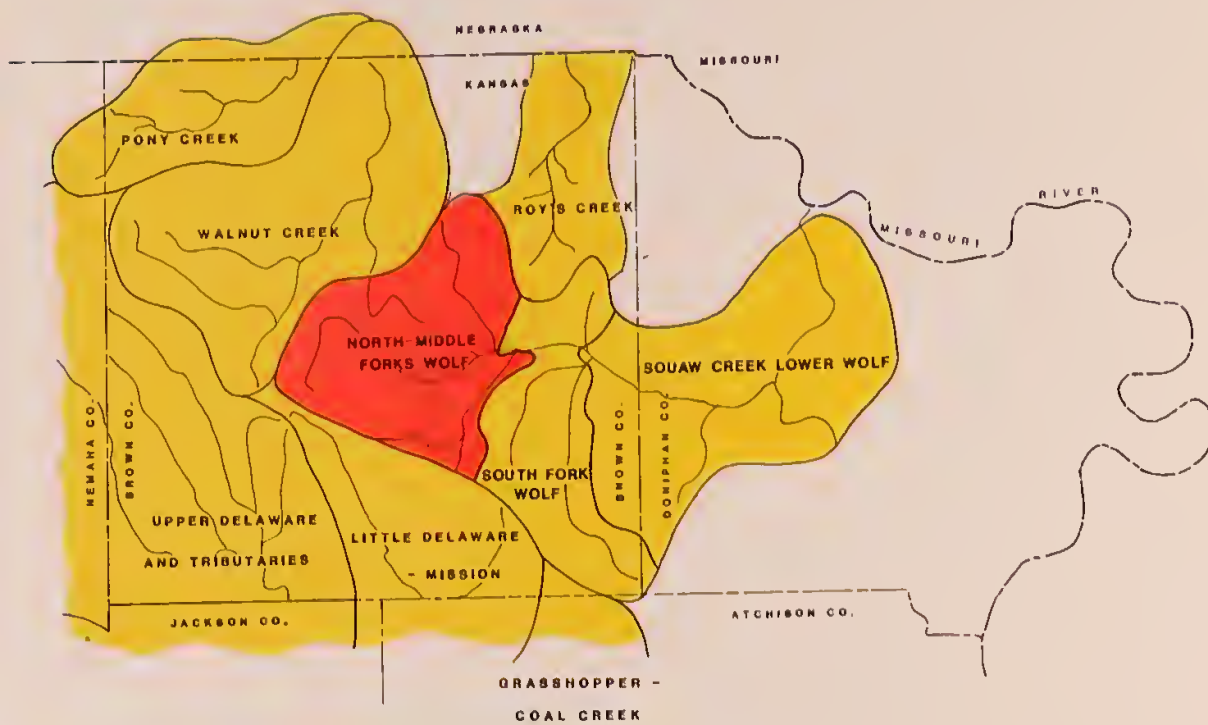 NEBRASKA
MISSOURI
KANSAS
PONY CREEK
RIVER
ROY'S CREEK
MISSOURI
WALNUT CREEK
NORTH-MIDDLE
FORKS WOLF
SQUAW CREEK LOWER WOLF
NEMAHA CO.
BROWN CO.
BROWN CO.
DONIPHAN CO.
SOUTH FORK
WOLF
UPPER DELAWARE
AND TRIBUTARIES
LITTLE DELAWARE
- MISSION
JACKSON CO.
ATCHISON CO.
GRASSHOPPER -
COAL CREEK